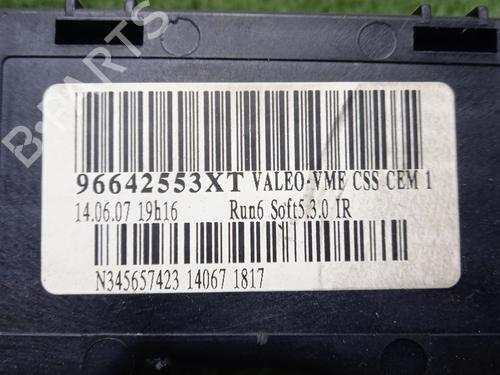 B-PARTS
96642553XT VALEO-VME CSS CEM 1
14.06.07 19h16 Run6 Soft5.3.0 IR
N345657423 14067 1817